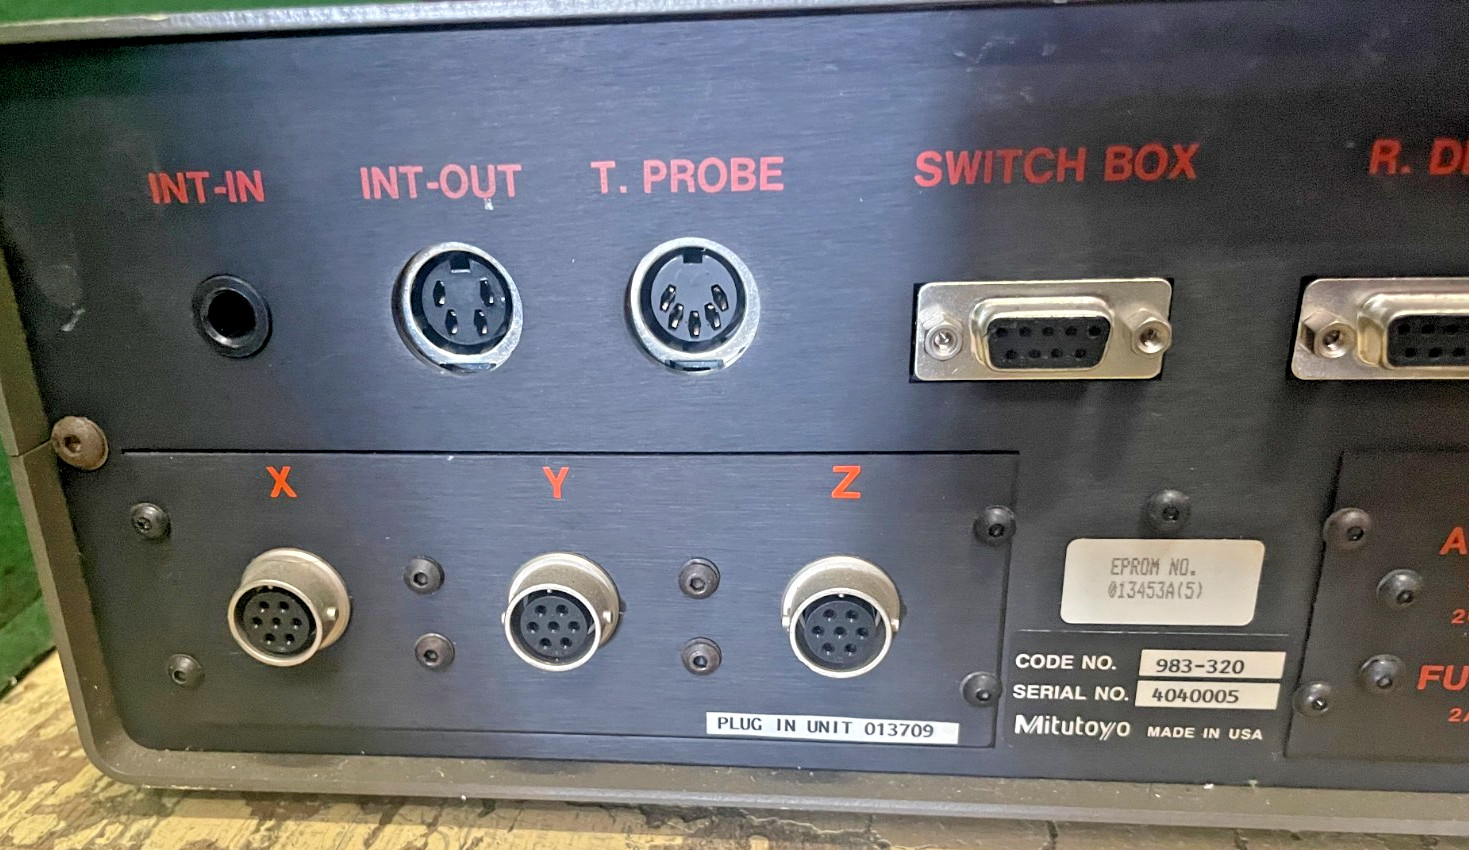 INT-IN
INT-OUT
T. PROBE
SWITCH BOX
R.
X
Y
Z
EPROM NO.
013453A(5)
CODE NO. 983-320
SERIAL NO. 4040005
Mitutoyo MADE IN USA
PLUG IN UNIT 013709